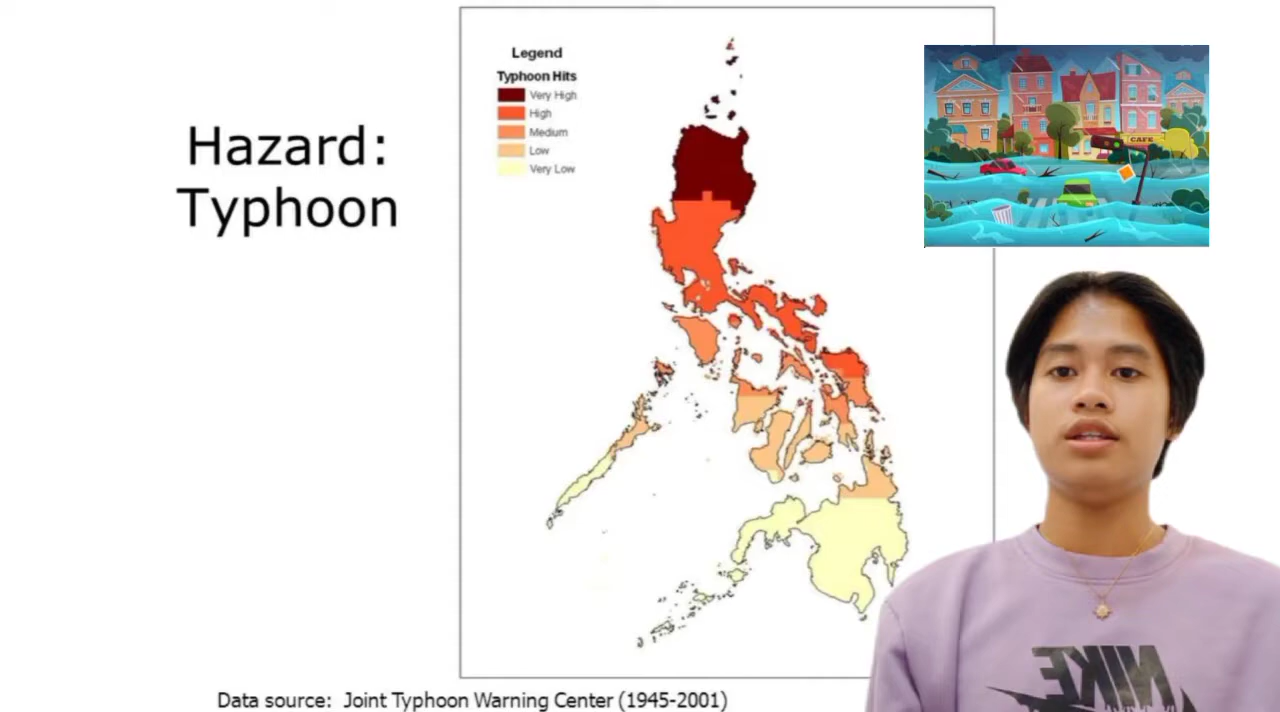 Hazard:
Typhoon
Legend
Typhoon Hits
Very High
High
Medium
Low
Very Low
CAFE
NIKE
Data source: Joint Typhoon Warning Center (1945-2001)